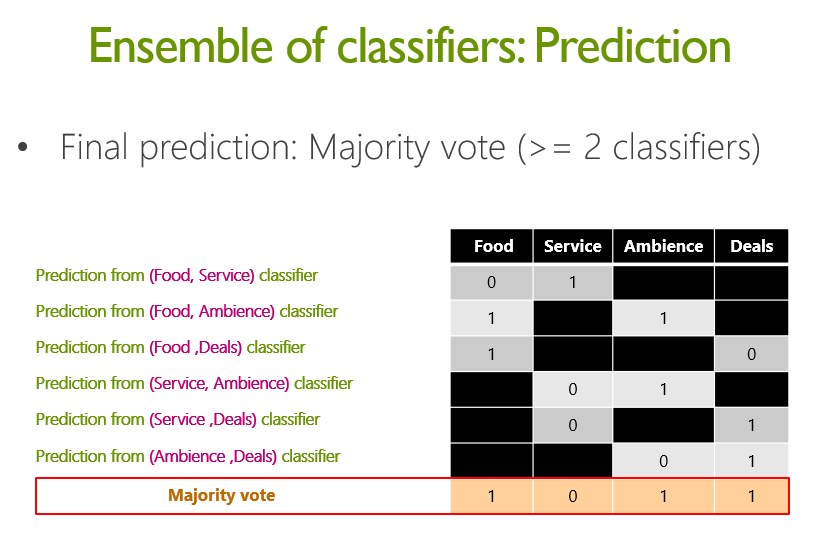 Ensemble of classifiers: Prediction
• Final prediction: Majority vote (>= 2 classifiers)
Food Service Ambience Deals
Prediction from (Food, Service) classifier 0 1
Prediction from (Food, Ambience) classifier 1 1
Prediction from (Food ,Deals) classifier 1 0
Prediction from (Service, Ambience) classifier 0 1
Prediction from (Service ,Deals) classifier 0 1
Prediction from (Ambience ,Deals) classifier 0 1
Majority vote 1 0 1 1